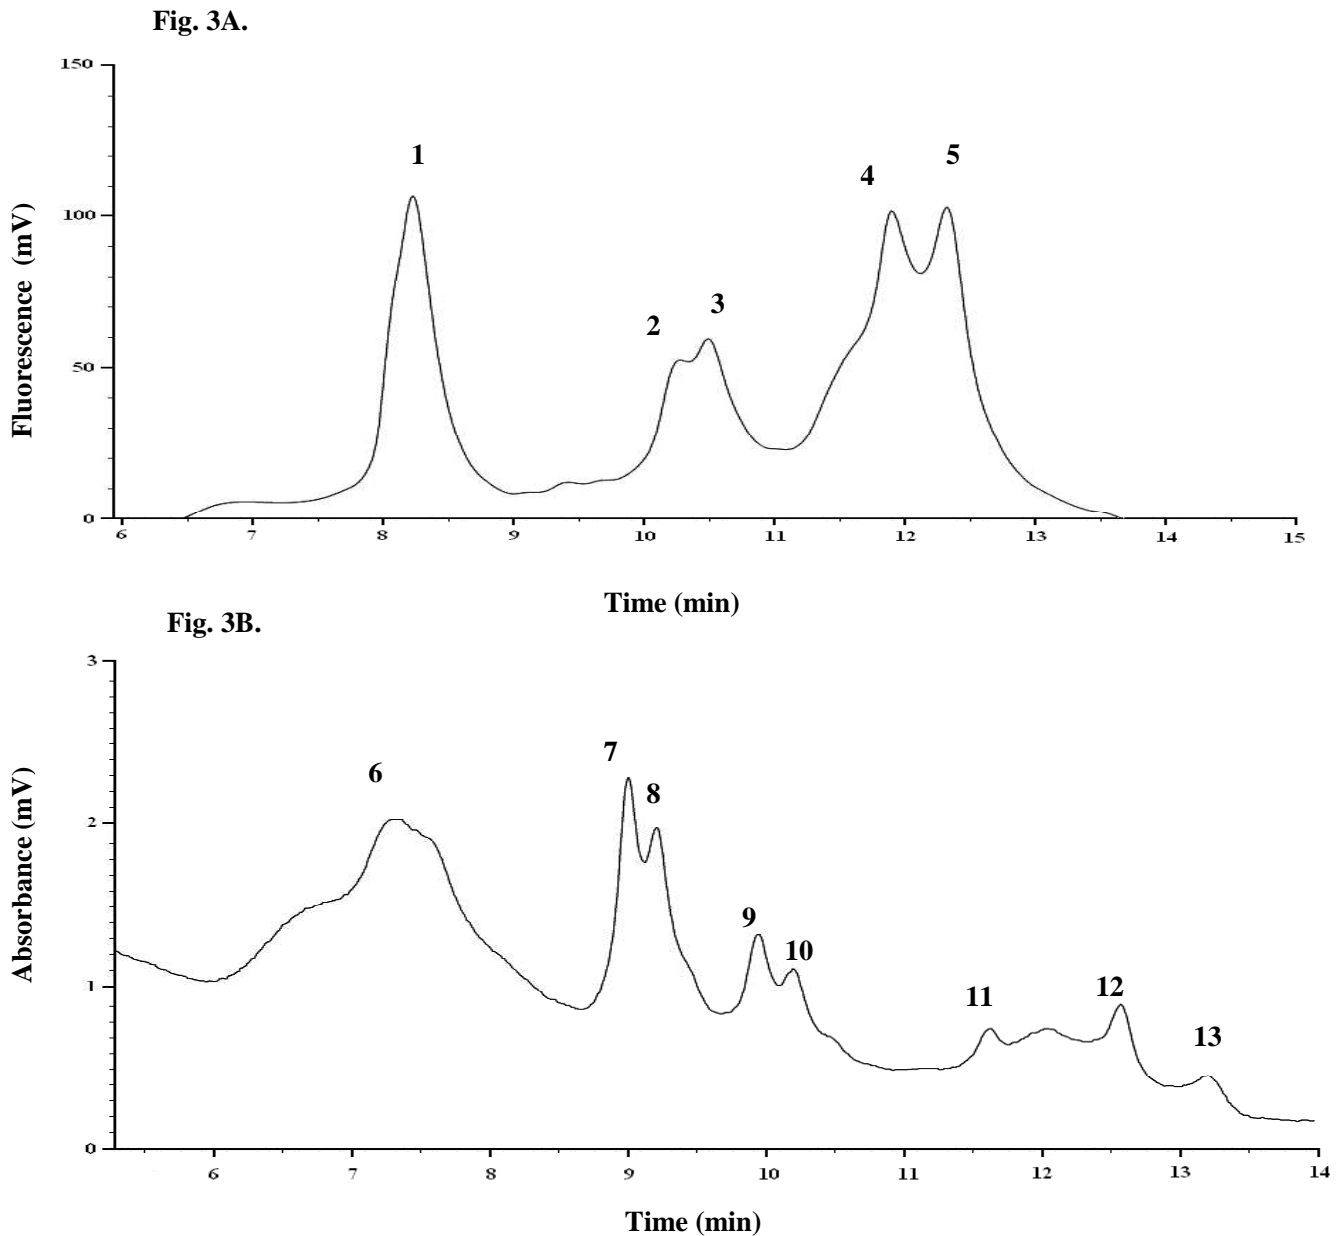 Fig. 3A.
150
100
50
0
Fluorescence (mV)
1
2
3
4
5
6 7 8 9 10 11 12 13 14 15
Time (min)
Fig. 3B.
3
2
1
0
Absorbance (mV)
6
7
8
9
10
11
12
13
6 7 8 9 10 11 12 13 14
Time (min)